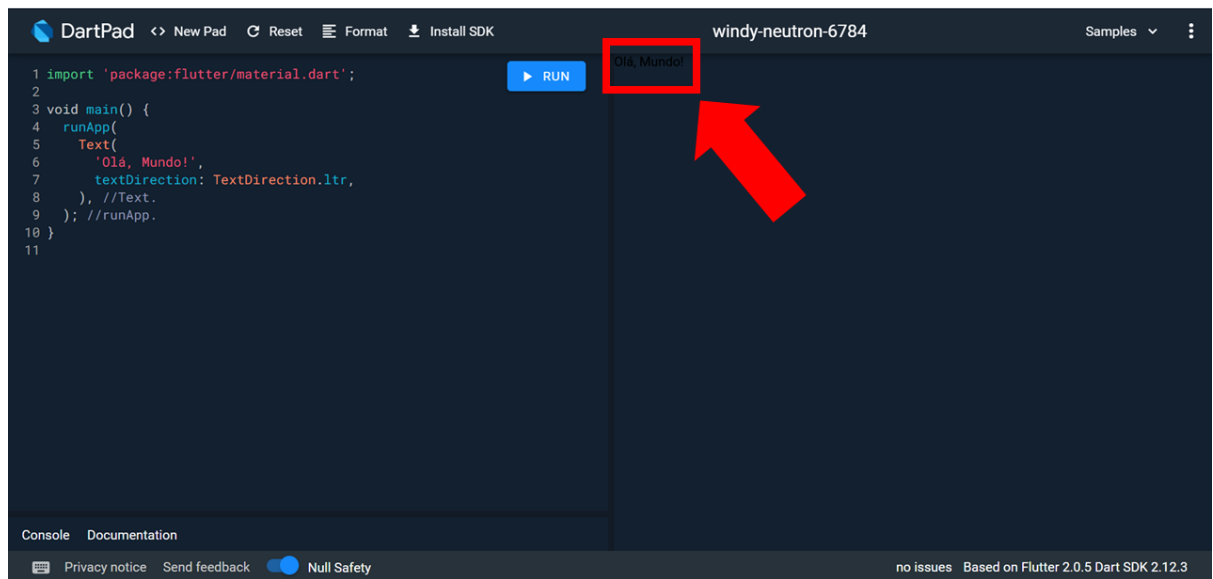 DartPad <> New Pad Reset Format Install SDK windy-neutron-6784 Samples
1 import 'package:flutter/material.dart';
RUN
Olá, Mundo!
2
3 void main() {
4 runApp(
5 Text(
6 'Olá, Mundo!',
7 textDirection: TextDirection.ltr,
8 ), //Text.
9 ); //runApp.
10 }
11
Console Documentation
Privacy notice Send feedback Null Safety no issues Based on Flutter 2.0.5 Dart SDK 2.12.3